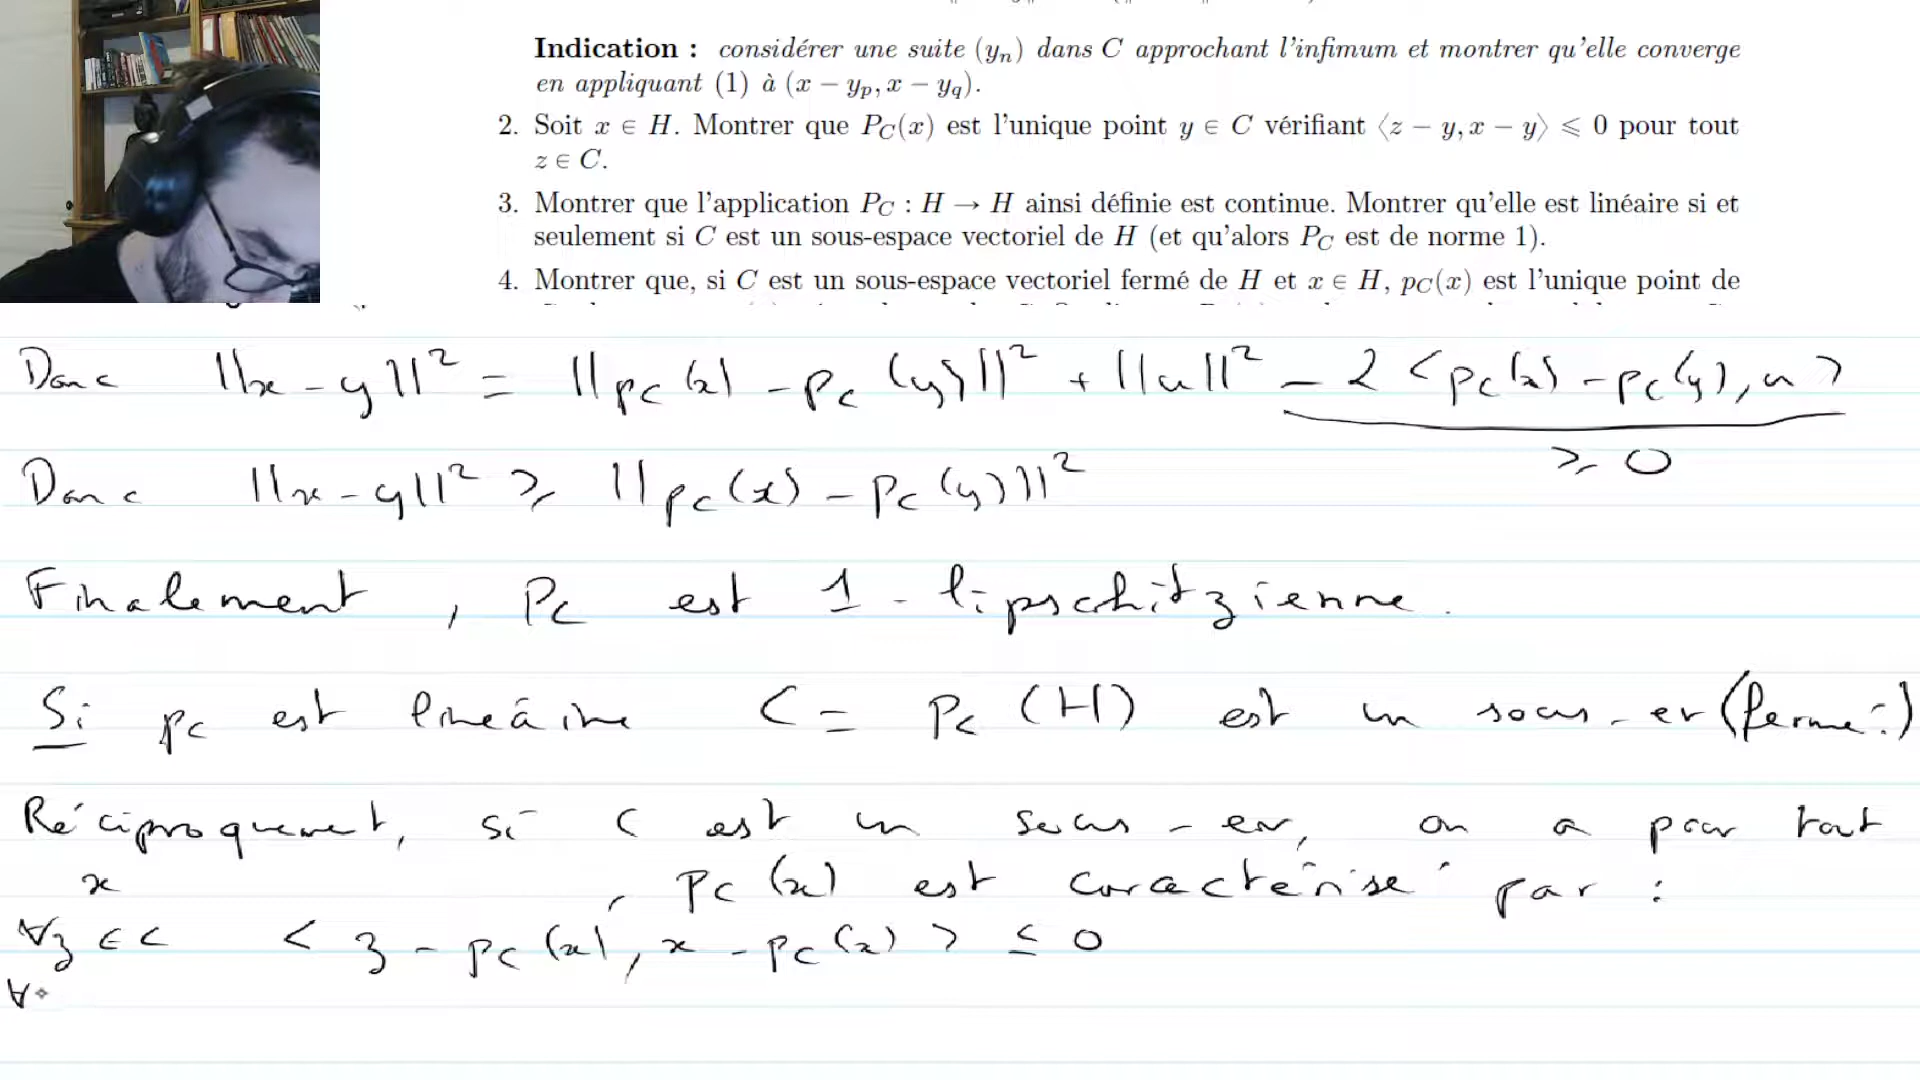 Indication : considérer une suite (yₙ) dans C approchant l'infimum et montrer qu'elle converge
en appliquant (1) à (x − y_p, x − y_q).
2. Soit x ∈ H. Montrer que P_C(x) est l'unique point y ∈ C vérifiant ⟨z − y, x − y⟩ ⩽ 0 pour tout
z ∈ C.
3. Montrer que l'application P_C : H → H ainsi définie est continue. Montrer qu'elle est linéaire si et
seulement si C est un sous-espace vectoriel de H (et qu'alors P_C est de norme 1).
4. Montrer que, si C est un sous-espace vectoriel fermé de H et x ∈ H, p_C(x) est l'unique point de
Donc ||x − y||² = ||p_C(x) − p_C(y)||² + ||u||² − 2 <p_C(x) − p_C(y), u>
≥ 0
Donc ||x − y||² ≥ ||p_C(x) − p_C(y)||²
Finalement, P_C est 1-lipschitzienne.
Si p_C est linéaire C = P_C (H) est un sous-ev (fermé)
Réciproquement, si C est un sous-ev, on a pour tout
x , P_C (x) est caractérisé par :
∀z ∈ C < z − p_C(x), x − p_C(x) > ≤ 0
∀